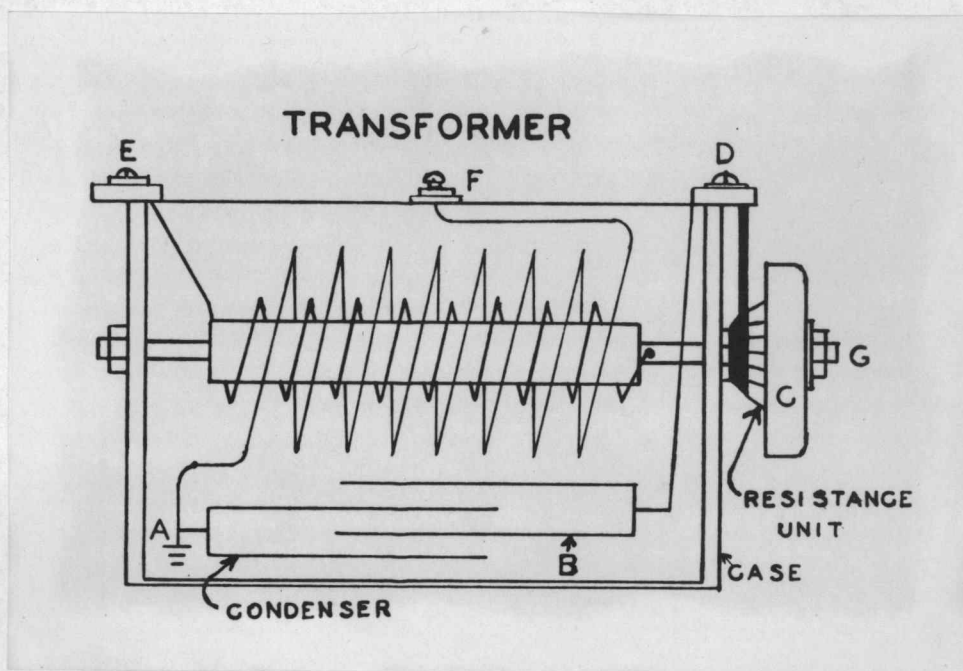 TRANSFORMER
E
F
D
G
C
RESISTANCE
UNIT
A
B
CASE
CONDENSER